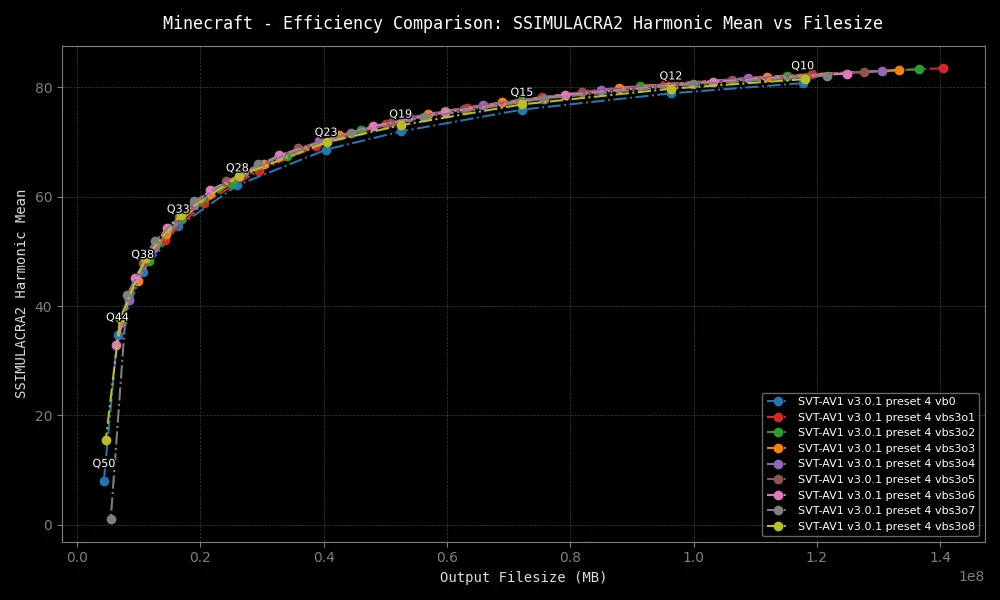 Minecraft - Efficiency Comparison: SSIMULACRA2 Harmonic Mean vs Filesize
SSIMULACRA2 Harmonic Mean
80
60
40
20
0
Q10
Q12
Q15
Q19
Q23
Q28
Q33
Q38
Q44
Q50
SVT-AV1 v3.0.1 preset 4 vb0
SVT-AV1 v3.0.1 preset 4 vbs3o1
SVT-AV1 v3.0.1 preset 4 vbs3o2
SVT-AV1 v3.0.1 preset 4 vbs3o3
SVT-AV1 v3.0.1 preset 4 vbs3o4
SVT-AV1 v3.0.1 preset 4 vbs3o5
SVT-AV1 v3.0.1 preset 4 vbs3o6
SVT-AV1 v3.0.1 preset 4 vbs3o7
SVT-AV1 v3.0.1 preset 4 vbs3o8
0.0 0.2 0.4 0.6 0.8 1.0 1.2 1.4
1e8
Output Filesize (MB)